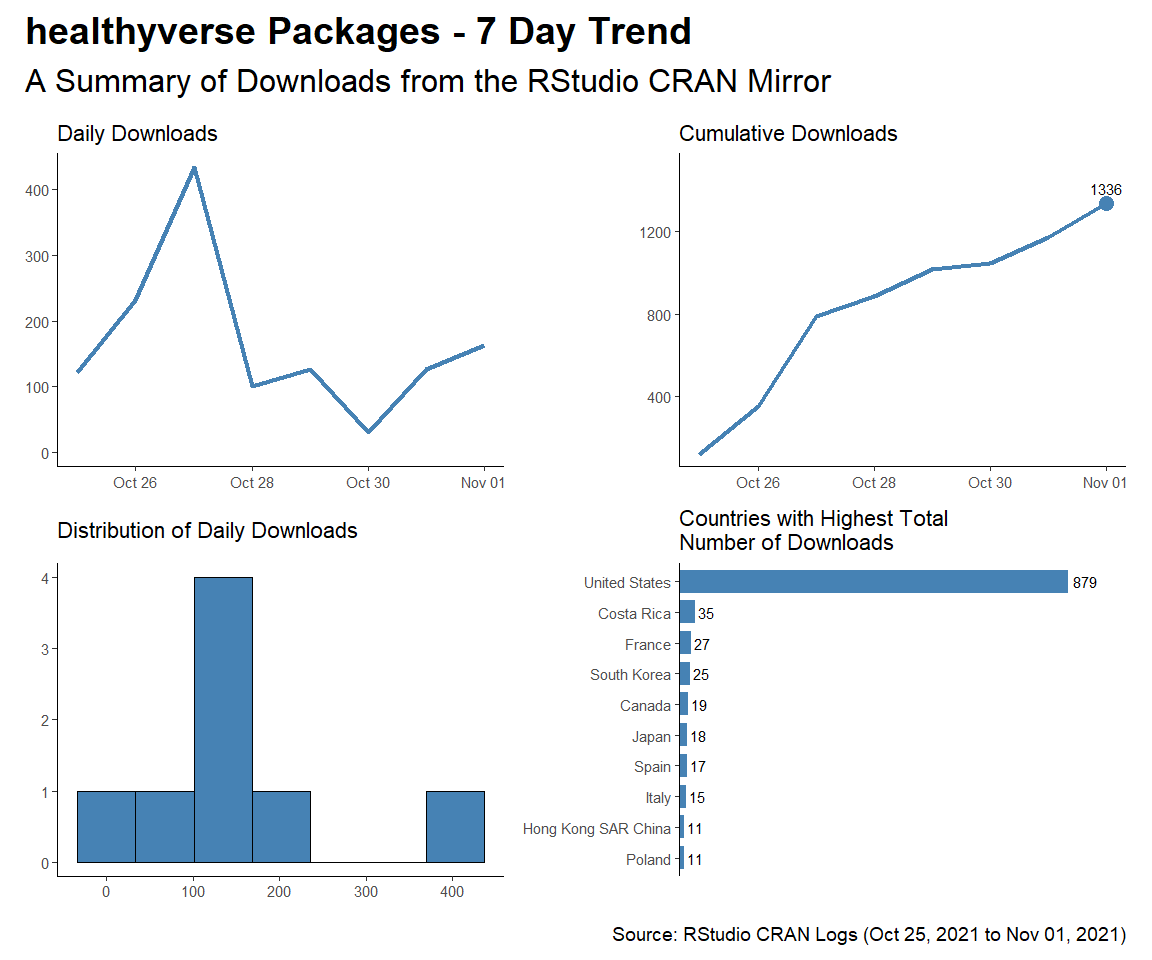 healthyverse Packages - 7 Day Trend
A Summary of Downloads from the RStudio CRAN Mirror
Daily Downloads
400
300
200
100
0
Oct 26
Oct 28
Oct 30
Nov 01
Cumulative Downloads
1336
1200
800
400
Oct 26
Oct 28
Oct 30
Nov 01
Distribution of Daily Downloads
4
3
2
1
0
0
100
200
300
400
Countries with Highest Total
Number of Downloads
United States 879
Costa Rica 35
France 27
South Korea 25
Canada 19
Japan 18
Spain 17
Italy 15
Hong Kong SAR China 11
Poland 11
Source: RStudio CRAN Logs (Oct 25, 2021 to Nov 01, 2021)